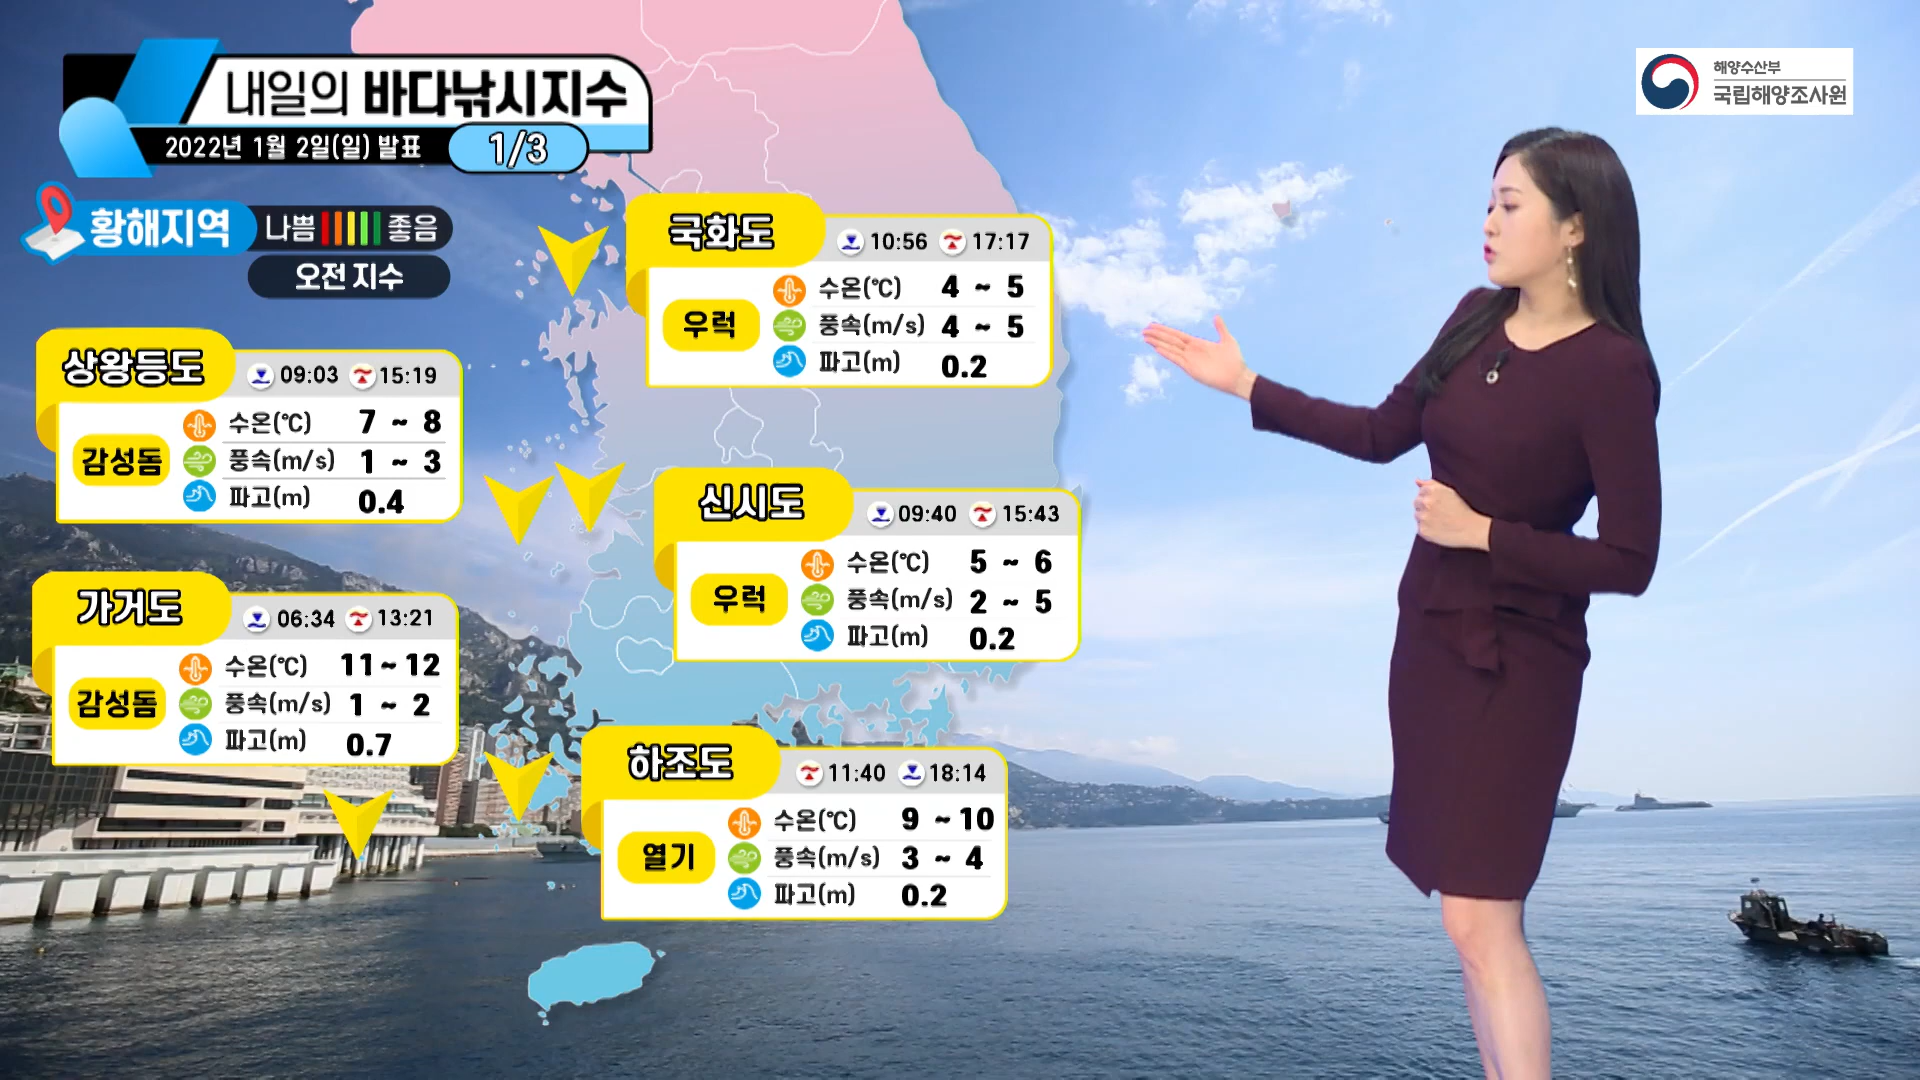 내일의 바다낚시지수
2022년 1월 2일(일) 발표
1/3
해양수산부
국립해양조사원
황해지역
나쁨 좋음
오전 지수
국화도
10:56 17:17
우럭
수온(℃) 4 ~ 5
풍속(m/s) 4 ~ 5
파고(m) 0.2
상왕등도
09:03 15:19
감성돔
수온(℃) 7 ~ 8
풍속(m/s) 1 ~ 3
파고(m) 0.4
신시도
09:40 15:43
우럭
수온(℃) 5 ~ 6
풍속(m/s) 2 ~ 5
파고(m) 0.2
가거도
06:34 13:21
감성돔
수온(℃) 11 ~ 12
풍속(m/s) 1 ~ 2
파고(m) 0.7
하조도
11:40 18:14
열기
수온(℃) 9 ~ 10
풍속(m/s) 3 ~ 4
파고(m) 0.2